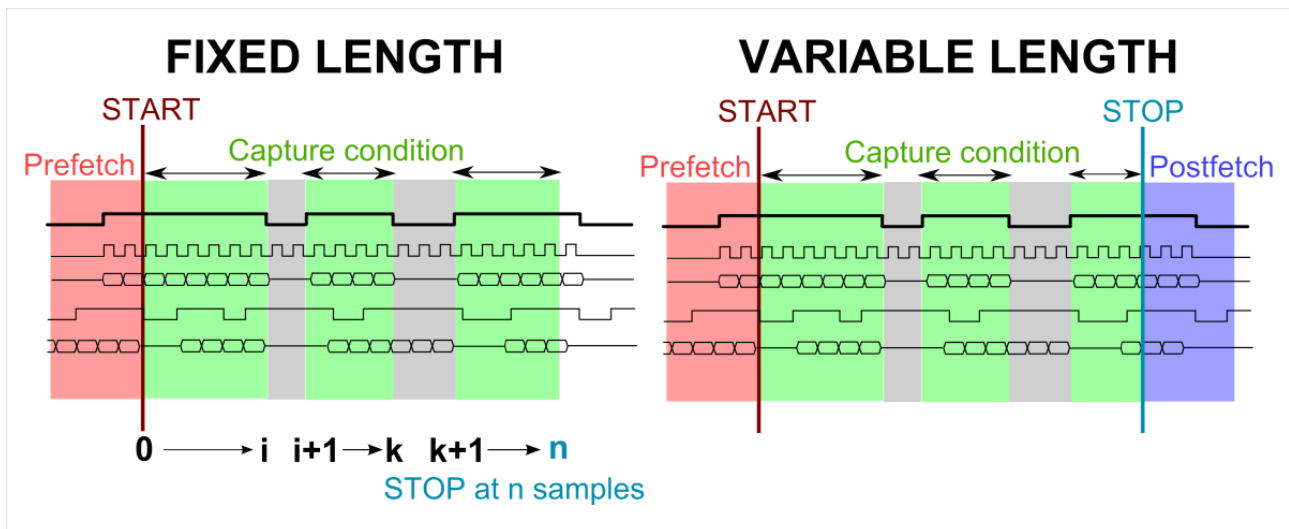 FIXED LENGTH
START
Prefetch
Capture condition
0 i i+1 k k+1 n
STOP at n samples
VARIABLE LENGTH
START
STOP
Prefetch
Capture condition
Postfetch